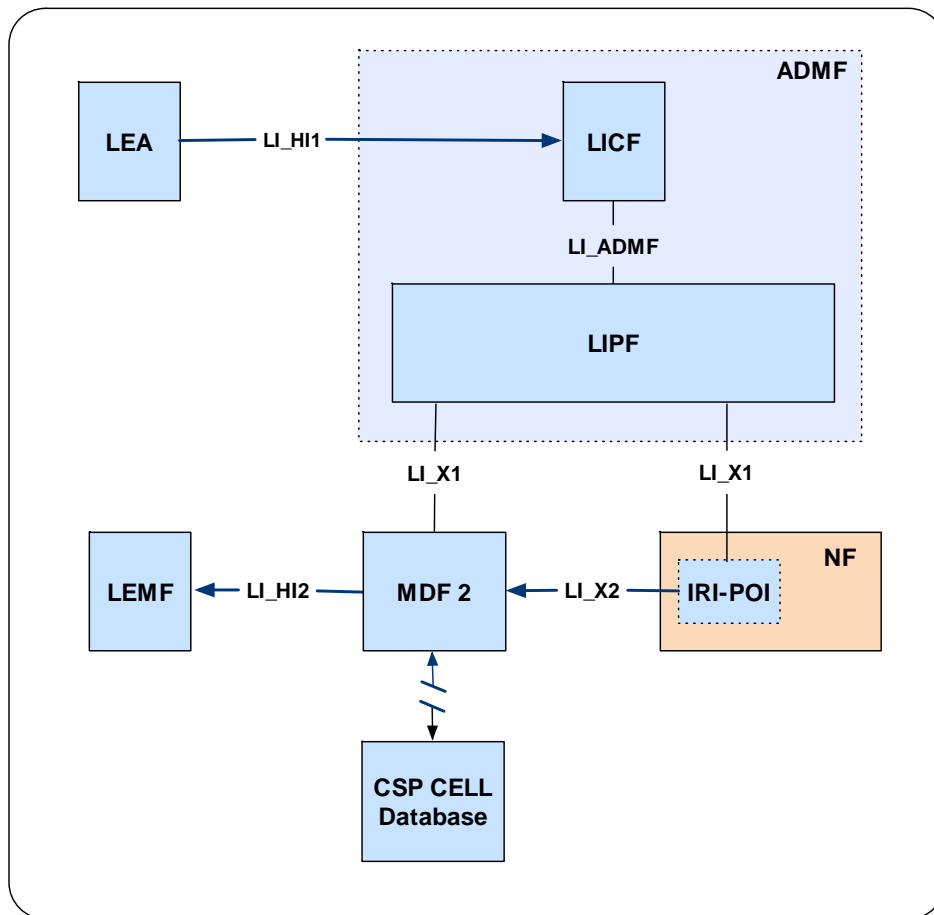 ADMF
LEA
LI_HI1
LICF
LI_ADMF
LIPF
LI_X1
LI_X1
NF
LEMF
LI_HI2
MDF 2
LI_X2
IRI-POI
CSP CELL
Database